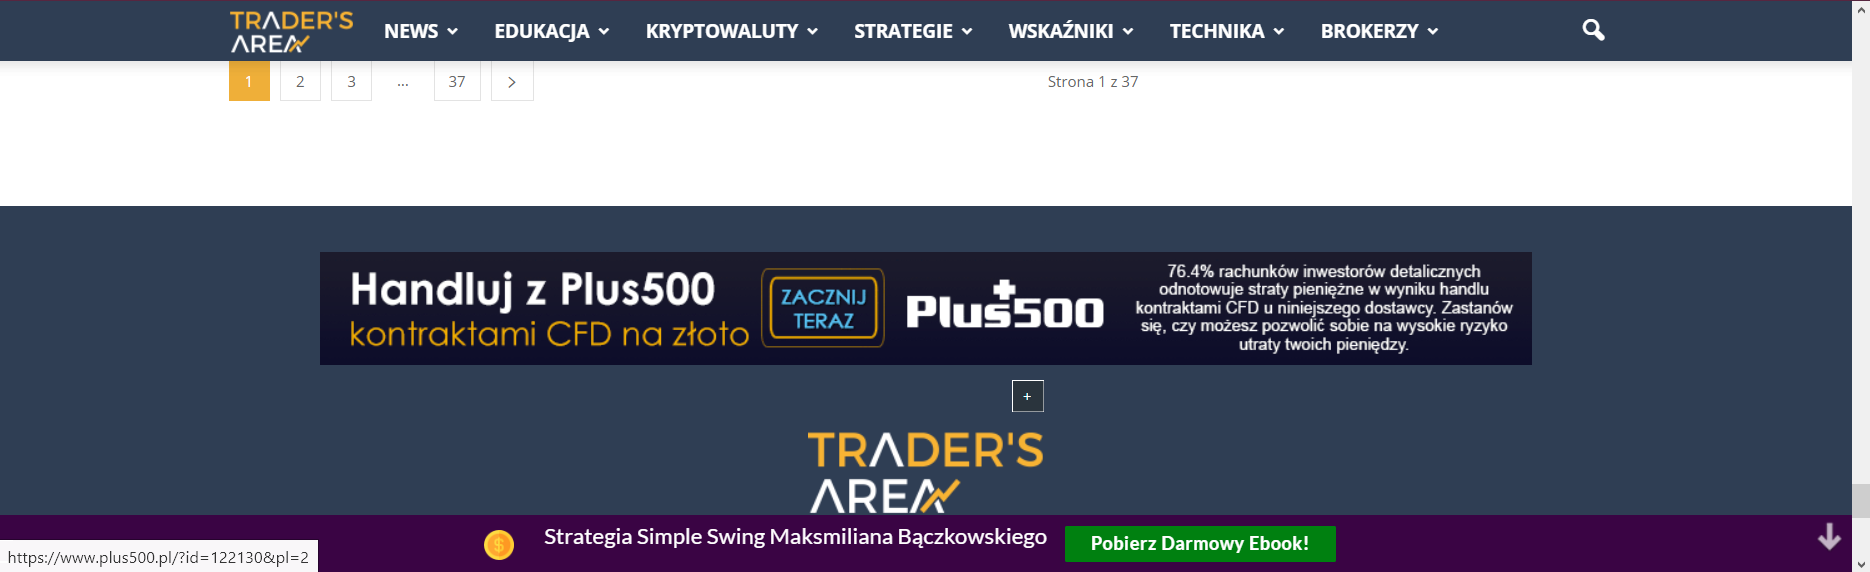 TRADER'S
AREA
NEWS EDUKACJA KRYPTOWALUTY STRATEGIE WSKAŹNIKI TECHNIKA BROKERZY
1 2 3 ... 37 >
Strona 1 z 37
Handluj z Plus500
kontraktami CFD na złoto
ZACZNIJ
TERAZ
Plus500
76.4% rachunków inwestorów detalicznych
odnotowuje straty pieniężne w wyniku handlu
kontraktami CFD u niniejszego dostawcy. Zastanów
się, czy możesz pozwolić sobie na wysokie ryzyko
utraty twoich pieniędzy.
+
TRADER'S
AREA
$
Strategia Simple Swing Maksmiliana Bączkowskiego
Pobierz Darmowy Ebook!
https://www.plus500.pl/?id=122130&pl=2